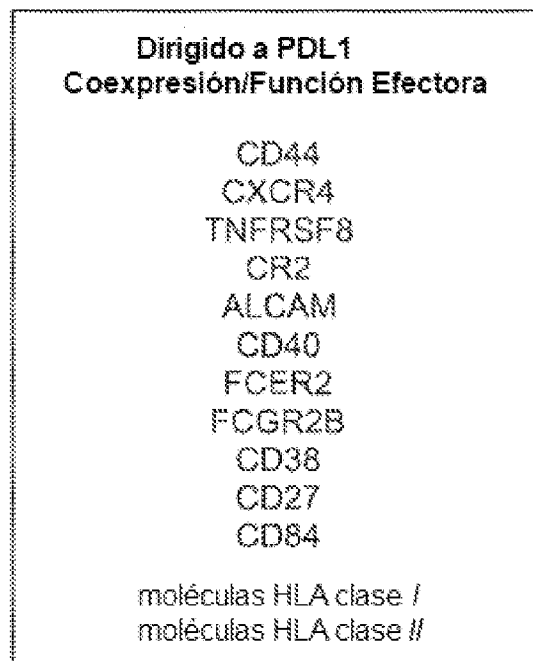 Dirigido a PDL1
Coexpresión/Función Efectora
CD44
CXCR4
TNFRSF8
CR2
ALCAM
CD40
FCER2
FCGR2B
CD38
CD27
CD84
moléculas HLA clase I
moléculas HLA clase II